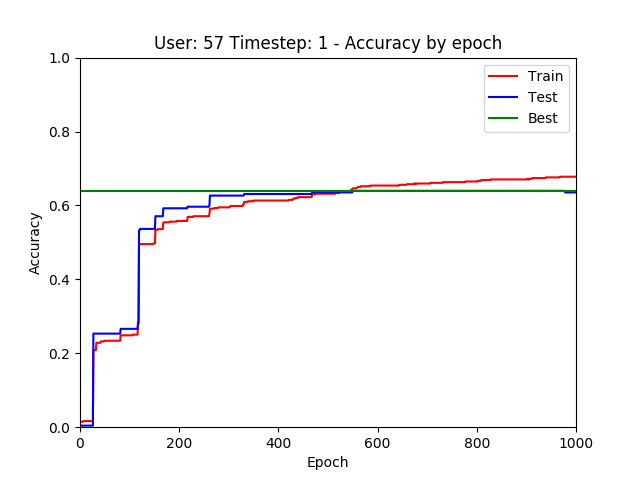 User: 57 Timestep: 1 - Accuracy by epoch
1.0
0.8
0.6
0.4
0.2
0.0
Accuracy
Train
Test
Best
0 200 400 600 800 1000
Epoch